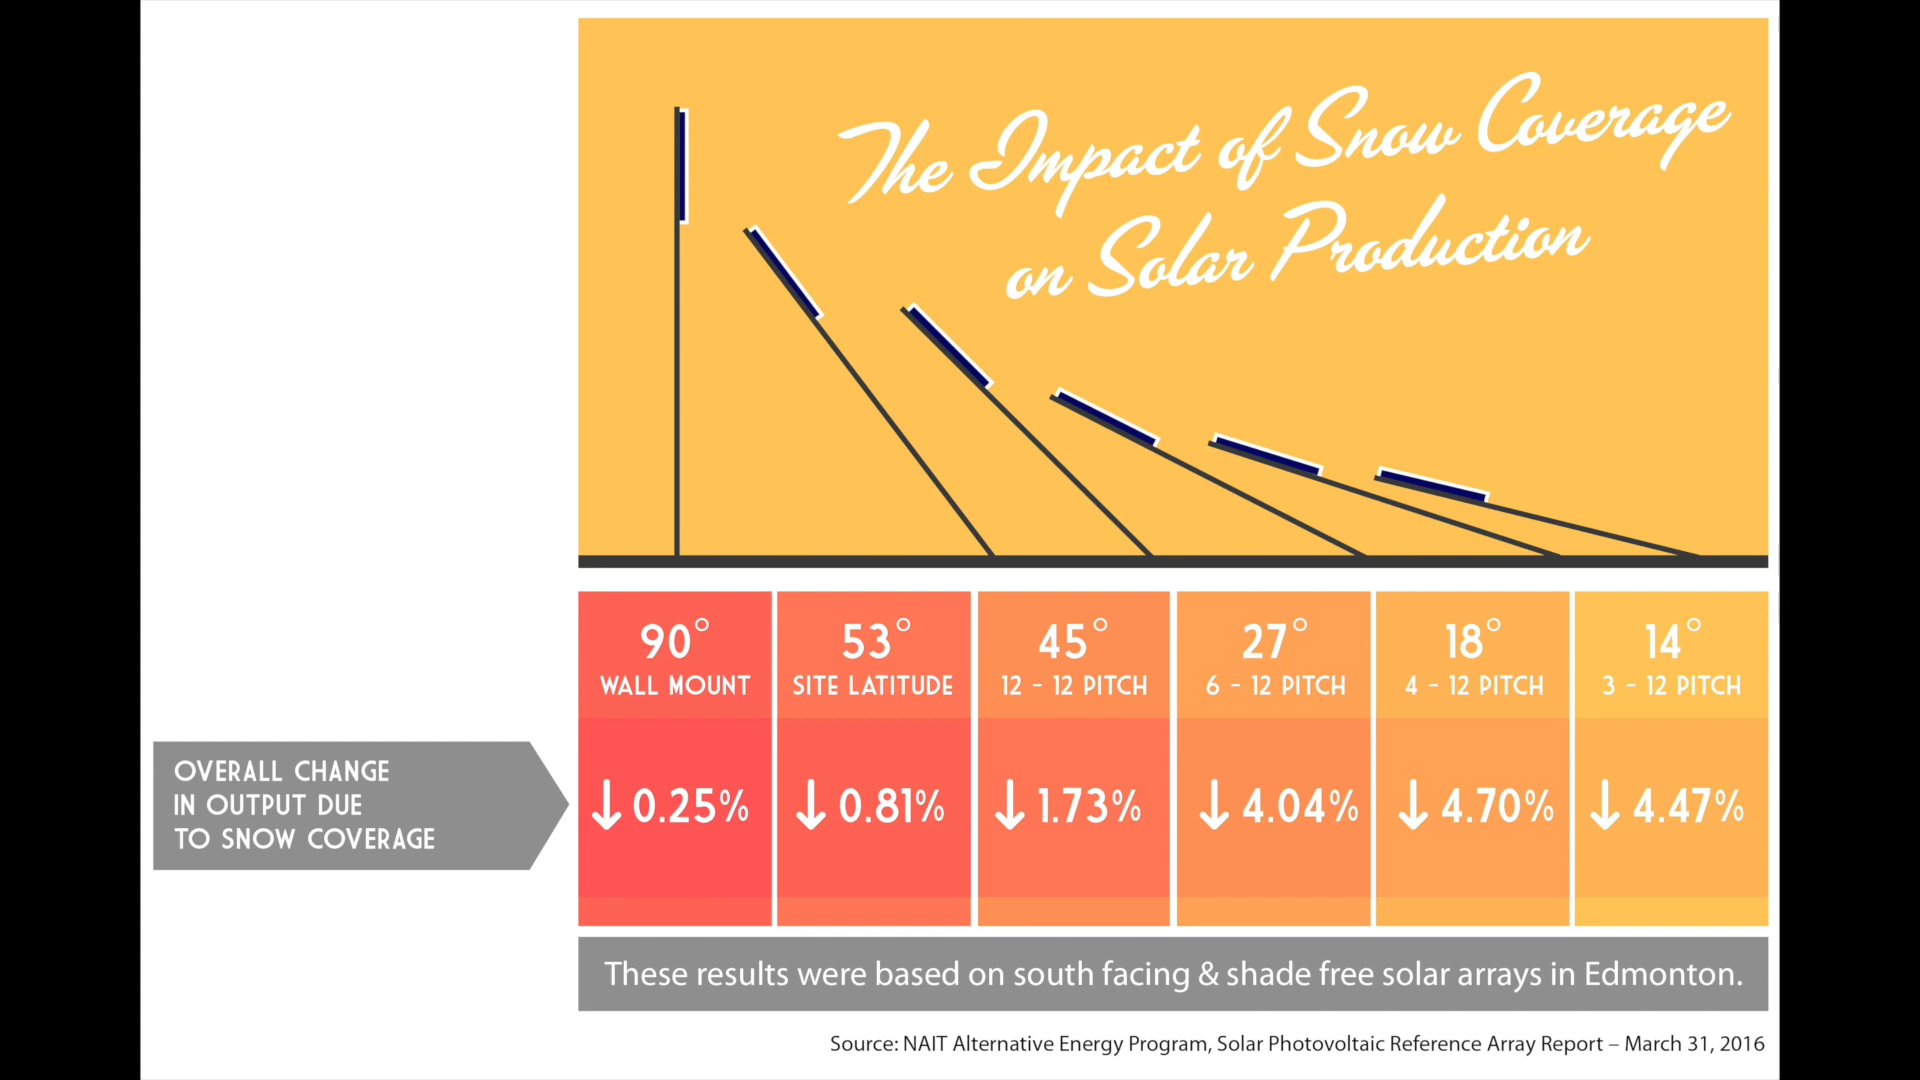 The Impact of Snow Coverage
on Solar Production
90° 53° 45° 27° 18° 14°
WALL MOUNT SITE LATITUDE 12 - 12 PITCH 6 - 12 PITCH 4 - 12 PITCH 3 - 12 PITCH
OVERALL CHANGE
IN OUTPUT DUE
TO SNOW COVERAGE
↓ 0.25% ↓ 0.81% ↓ 1.73% ↓ 4.04% ↓ 4.70% ↓ 4.47%
These results were based on south facing & shade free solar arrays in Edmonton.
Source: NAIT Alternative Energy Program, Solar Photovoltaic Reference Array Report – March 31, 2016